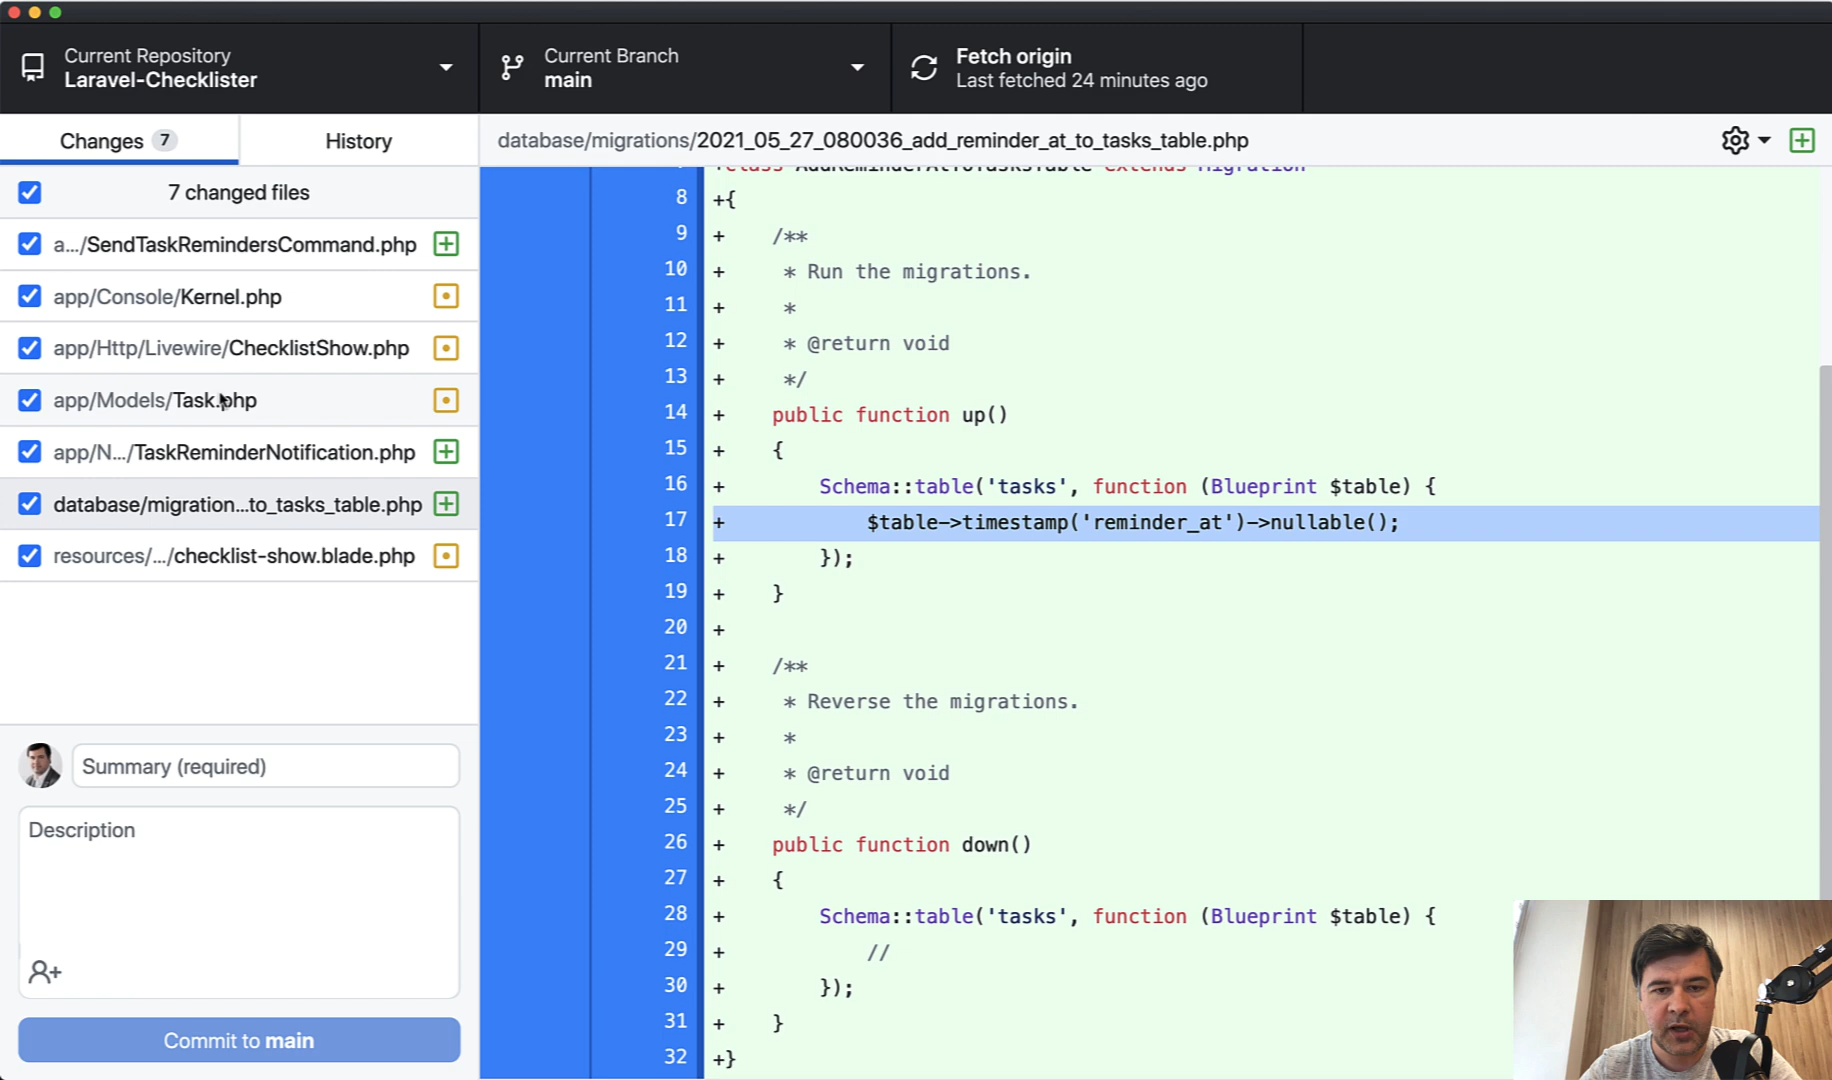 Current Repository
Laravel-Checklister
Current Branch
main
Fetch origin
Last fetched 24 minutes ago
Changes 7
History
database/migrations/2021_05_27_080036_add_reminder_at_to_tasks_table.php
7 changed files
a.../SendTaskRemindersCommand.php
app/Console/Kernel.php
app/Http/Livewire/ChecklistShow.php
app/Models/Task.php
app/N.../TaskReminderNotification.php
database/migration...to_tasks_table.php
resources/.../checklist-show.blade.php
Summary (required)
Description
Commit to main
+class AddReminderAtToTasksTable extends Migration
8 +{
9 +    /**
10 +     * Run the migrations.
11 +     *
12 +     * @return void
13 +     */
14 +    public function up()
15 +    {
16 +        Schema::table('tasks', function (Blueprint $table) {
17 +            $table->timestamp('reminder_at')->nullable();
18 +        });
19 +    }
20 +
21 +    /**
22 +     * Reverse the migrations.
23 +     *
24 +     * @return void
25 +     */
26 +    public function down()
27 +    {
28 +        Schema::table('tasks', function (Blueprint $table) {
29 +            //
30 +        });
31 +    }
32 +}